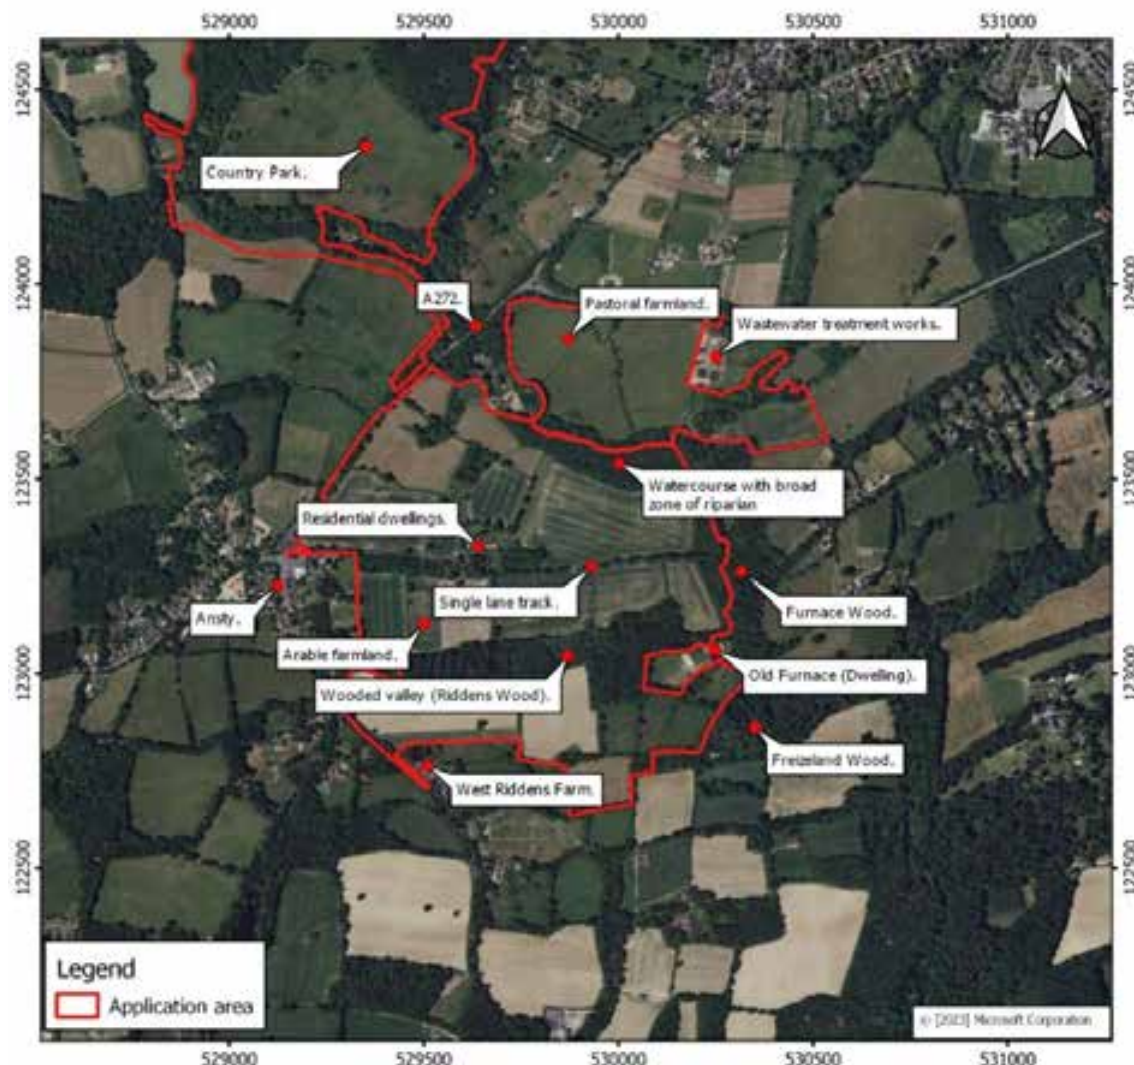 529000 529500 530000 530500 531000
124500 124500
N
Country Park.
124000 124000
A272.
Pastoral farmland.
Wastewater treatment works.
123500 123500
Watercourse with broad
zone of riparian
Residential dwellings.
Single lane track.
Furnace Wood.
Ansty.
Arable farmland.
123000 123000
Old Furnace (Dwelling).
Wooded valley (Riddens Wood).
Freizeland Wood.
West Riddens Farm.
122500 122500
Legend
Application area
© [2023] Microsoft Corporation
529000 529500 530000 530500 531000